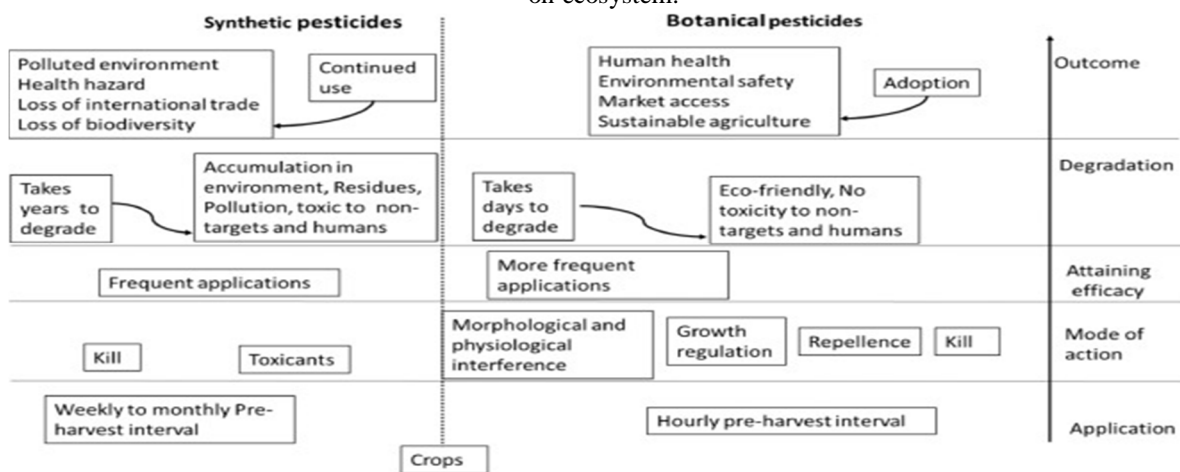 on ecosystem.
Synthetic pesticides
Botanical pesticides
Polluted environment
Health hazard
Loss of international trade
Loss of biodiversity
Continued
use
Human health
Environmental safety
Market access
Sustainable agriculture
Adoption
Outcome
Takes
years to
degrade
Accumulation in
environment, Residues,
Pollution, toxic to non-
targets and humans
Takes
days to
degrade
Eco-friendly, No
toxicity to non-
targets and humans
Degradation
Frequent applications
More frequent
applications
Attaining
efficacy
Kill
Toxicants
Morphological and
physiological
interference
Growth
regulation
Repellence
Kill
Mode of
action
Weekly to monthly Pre-
harvest interval
Hourly pre-harvest interval
Application
Crops